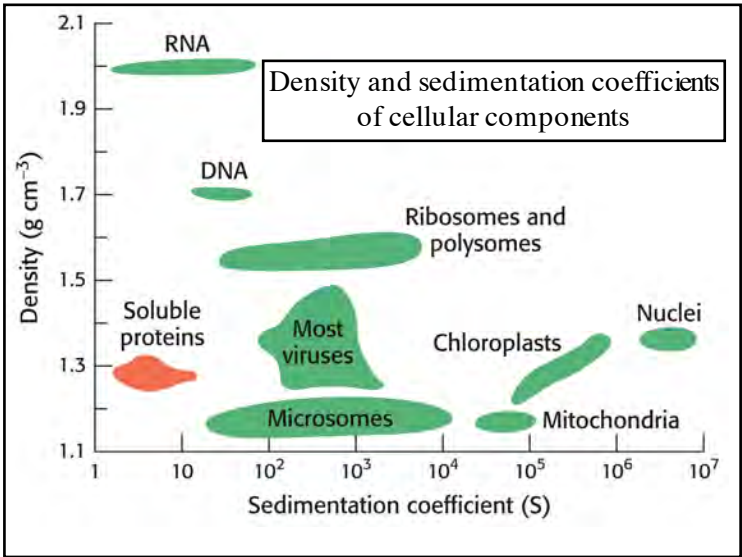 2.1
1.9
1.7
1.5
1.3
1.1
Density (g cm⁻³)
RNA
Density and sedimentation coefficients
of cellular components
DNA
Ribosomes and
polysomes
Soluble
proteins
Most
viruses
Chloroplasts
Nuclei
Microsomes
Mitochondria
1 10 10² 10³ 10⁴ 10⁵ 10⁶ 10⁷
Sedimentation coefficient (S)